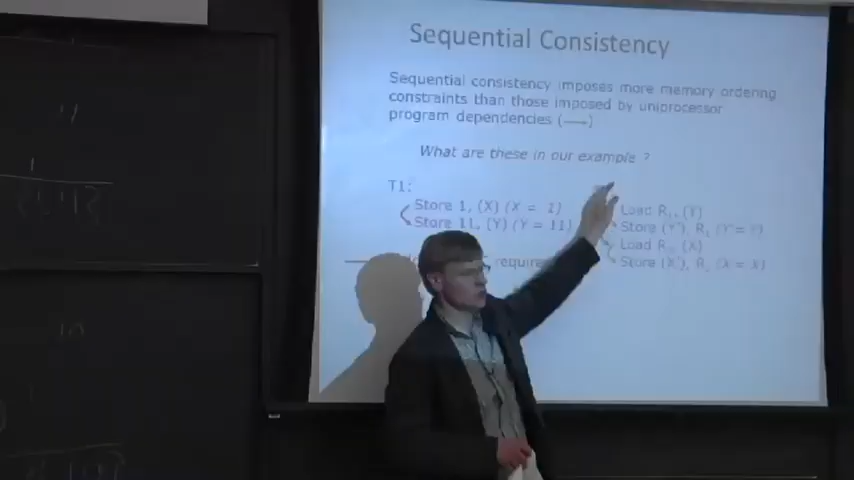 Sequential Consistency
Sequential consistency imposes more memory ordering
constraints than those imposed by uniprocessor
program dependencies (
What are these in our example ?
T1:
Store 1, (X) (X = 1)
Store 11, (Y) (Y = 11)
Load R₁, (Y)
Store (Y'), R₁ (Y'= Y)
Load R₂, (X)
Store (X'), R₂ (X'= X)